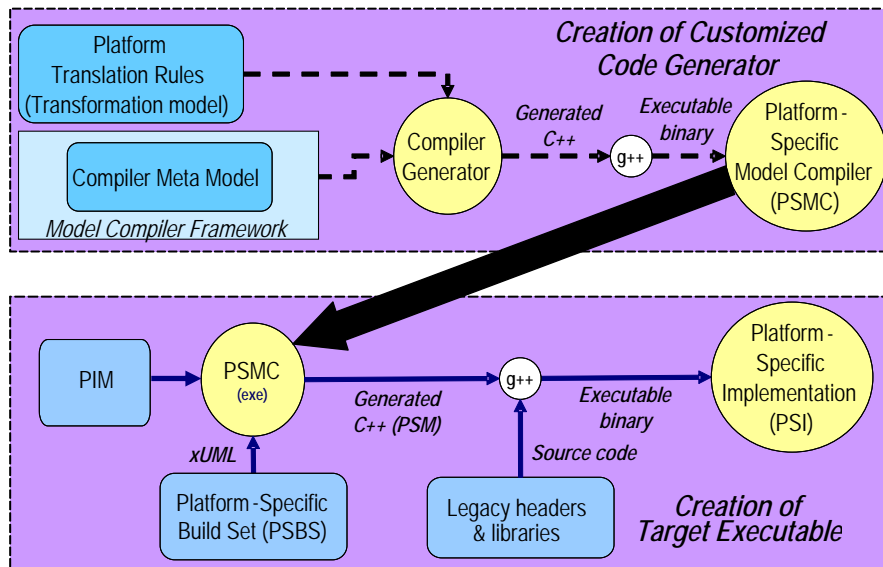 Creation of Customized
Code Generator
Platform
Translation Rules
(Transformation model)
Compiler Meta Model
Model Compiler Framework
Compiler
Generator
Generated
C++
g++
Executable
binary
Platform -
Specific
Model Compiler
(PSMC)
PIM
PSMC
(exe)
xUML
Platform -Specific
Build Set (PSBS)
Generated
C++ (PSM)
g++
Source code
Legacy headers
& libraries
Executable
binary
Platform -
Specific
Implementation
(PSI)
Creation of
Target Executable